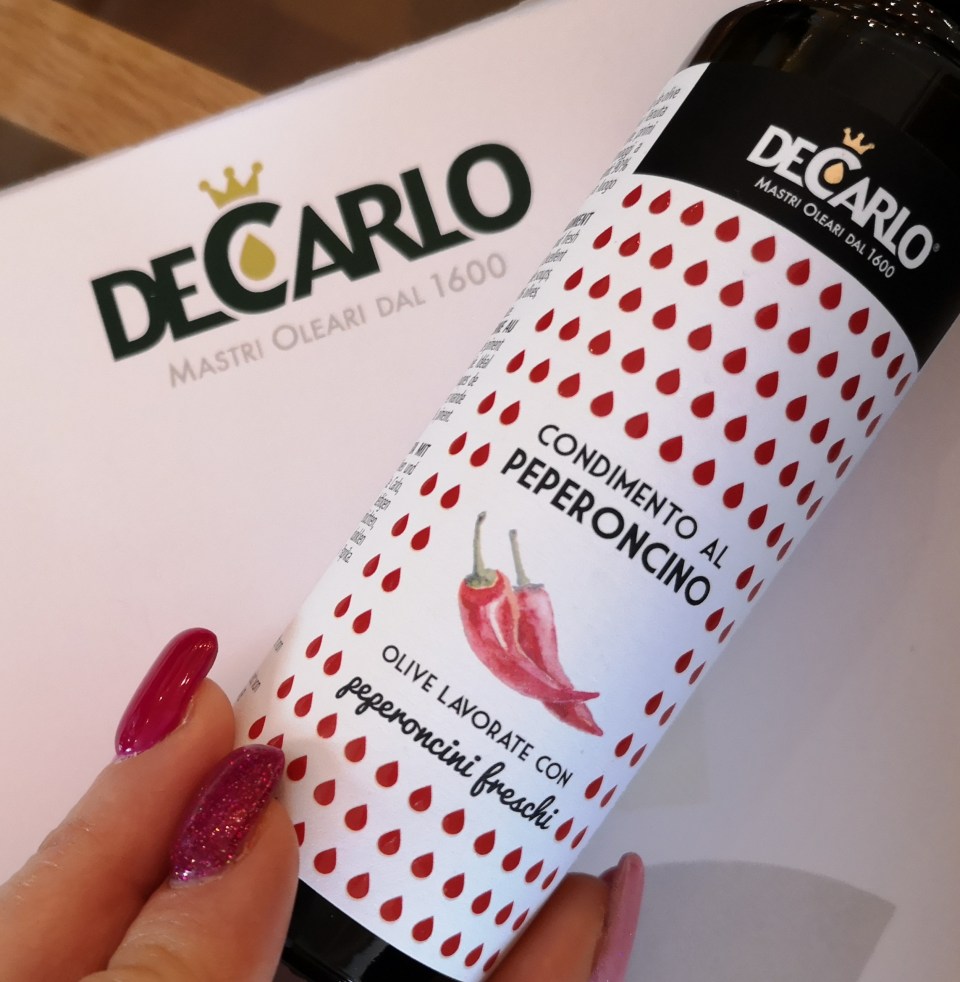 DECARLO
MASTRI OLEARI DAL 1600
DECARLO®
MASTRI OLEARI DAL 1600
CONDIMENTO AL
PEPERONCINO
OLIVE LAVORATE CON
peperoncini freschi